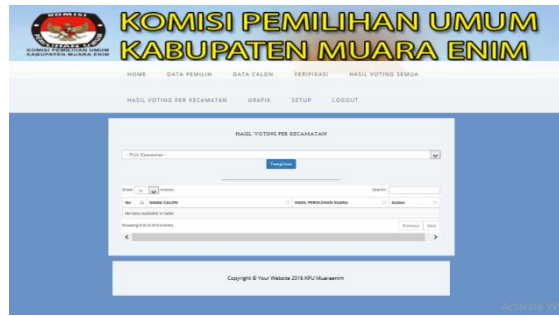 KOMISI PEMILIHAN UMUM
KABUPATEN MUARA ENIM
KOMISI PEMILIHAN UMUM
KABUPATEN MUARA ENIM
HOME DATA PEMILIH DATA CALON VERIFIKASI HASIL VOTING SEMUA
HASIL VOTING PER KECAMATAN GRAFIK SETUP LOGOUT
HASIL VOTING PER KECAMATAN
- Pilih Kecamatan -
Tampilkan
Show 10 entries Search:
No NAMA CALON HASIL PEROLEHAN SUARA Action
No data available in table
Showing 0 to 0 of 0 entries Previous Next
Copyright © Your Website 2016 KPU Muaraenim
Activate W